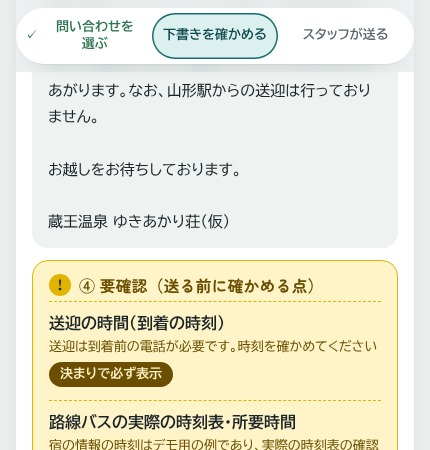 ✓ 問い合わせを
選ぶ
下書きを確かめる
スタッフが送る
あがります。なお、山形駅からの送迎は行っており
ません。
お越しをお待ちしております。
蔵王温泉 ゆきあかり荘（仮）
! ④ 要確認（送る前に確かめる点）
送迎の時間（到着の時刻）
送迎は到着前の電話が必要です。時刻を確かめてください
決まりで必ず表示
路線バスの実際の時刻表・所要時間
宿の情報の時刻はデモ用の例であり、実際の時刻表の確認